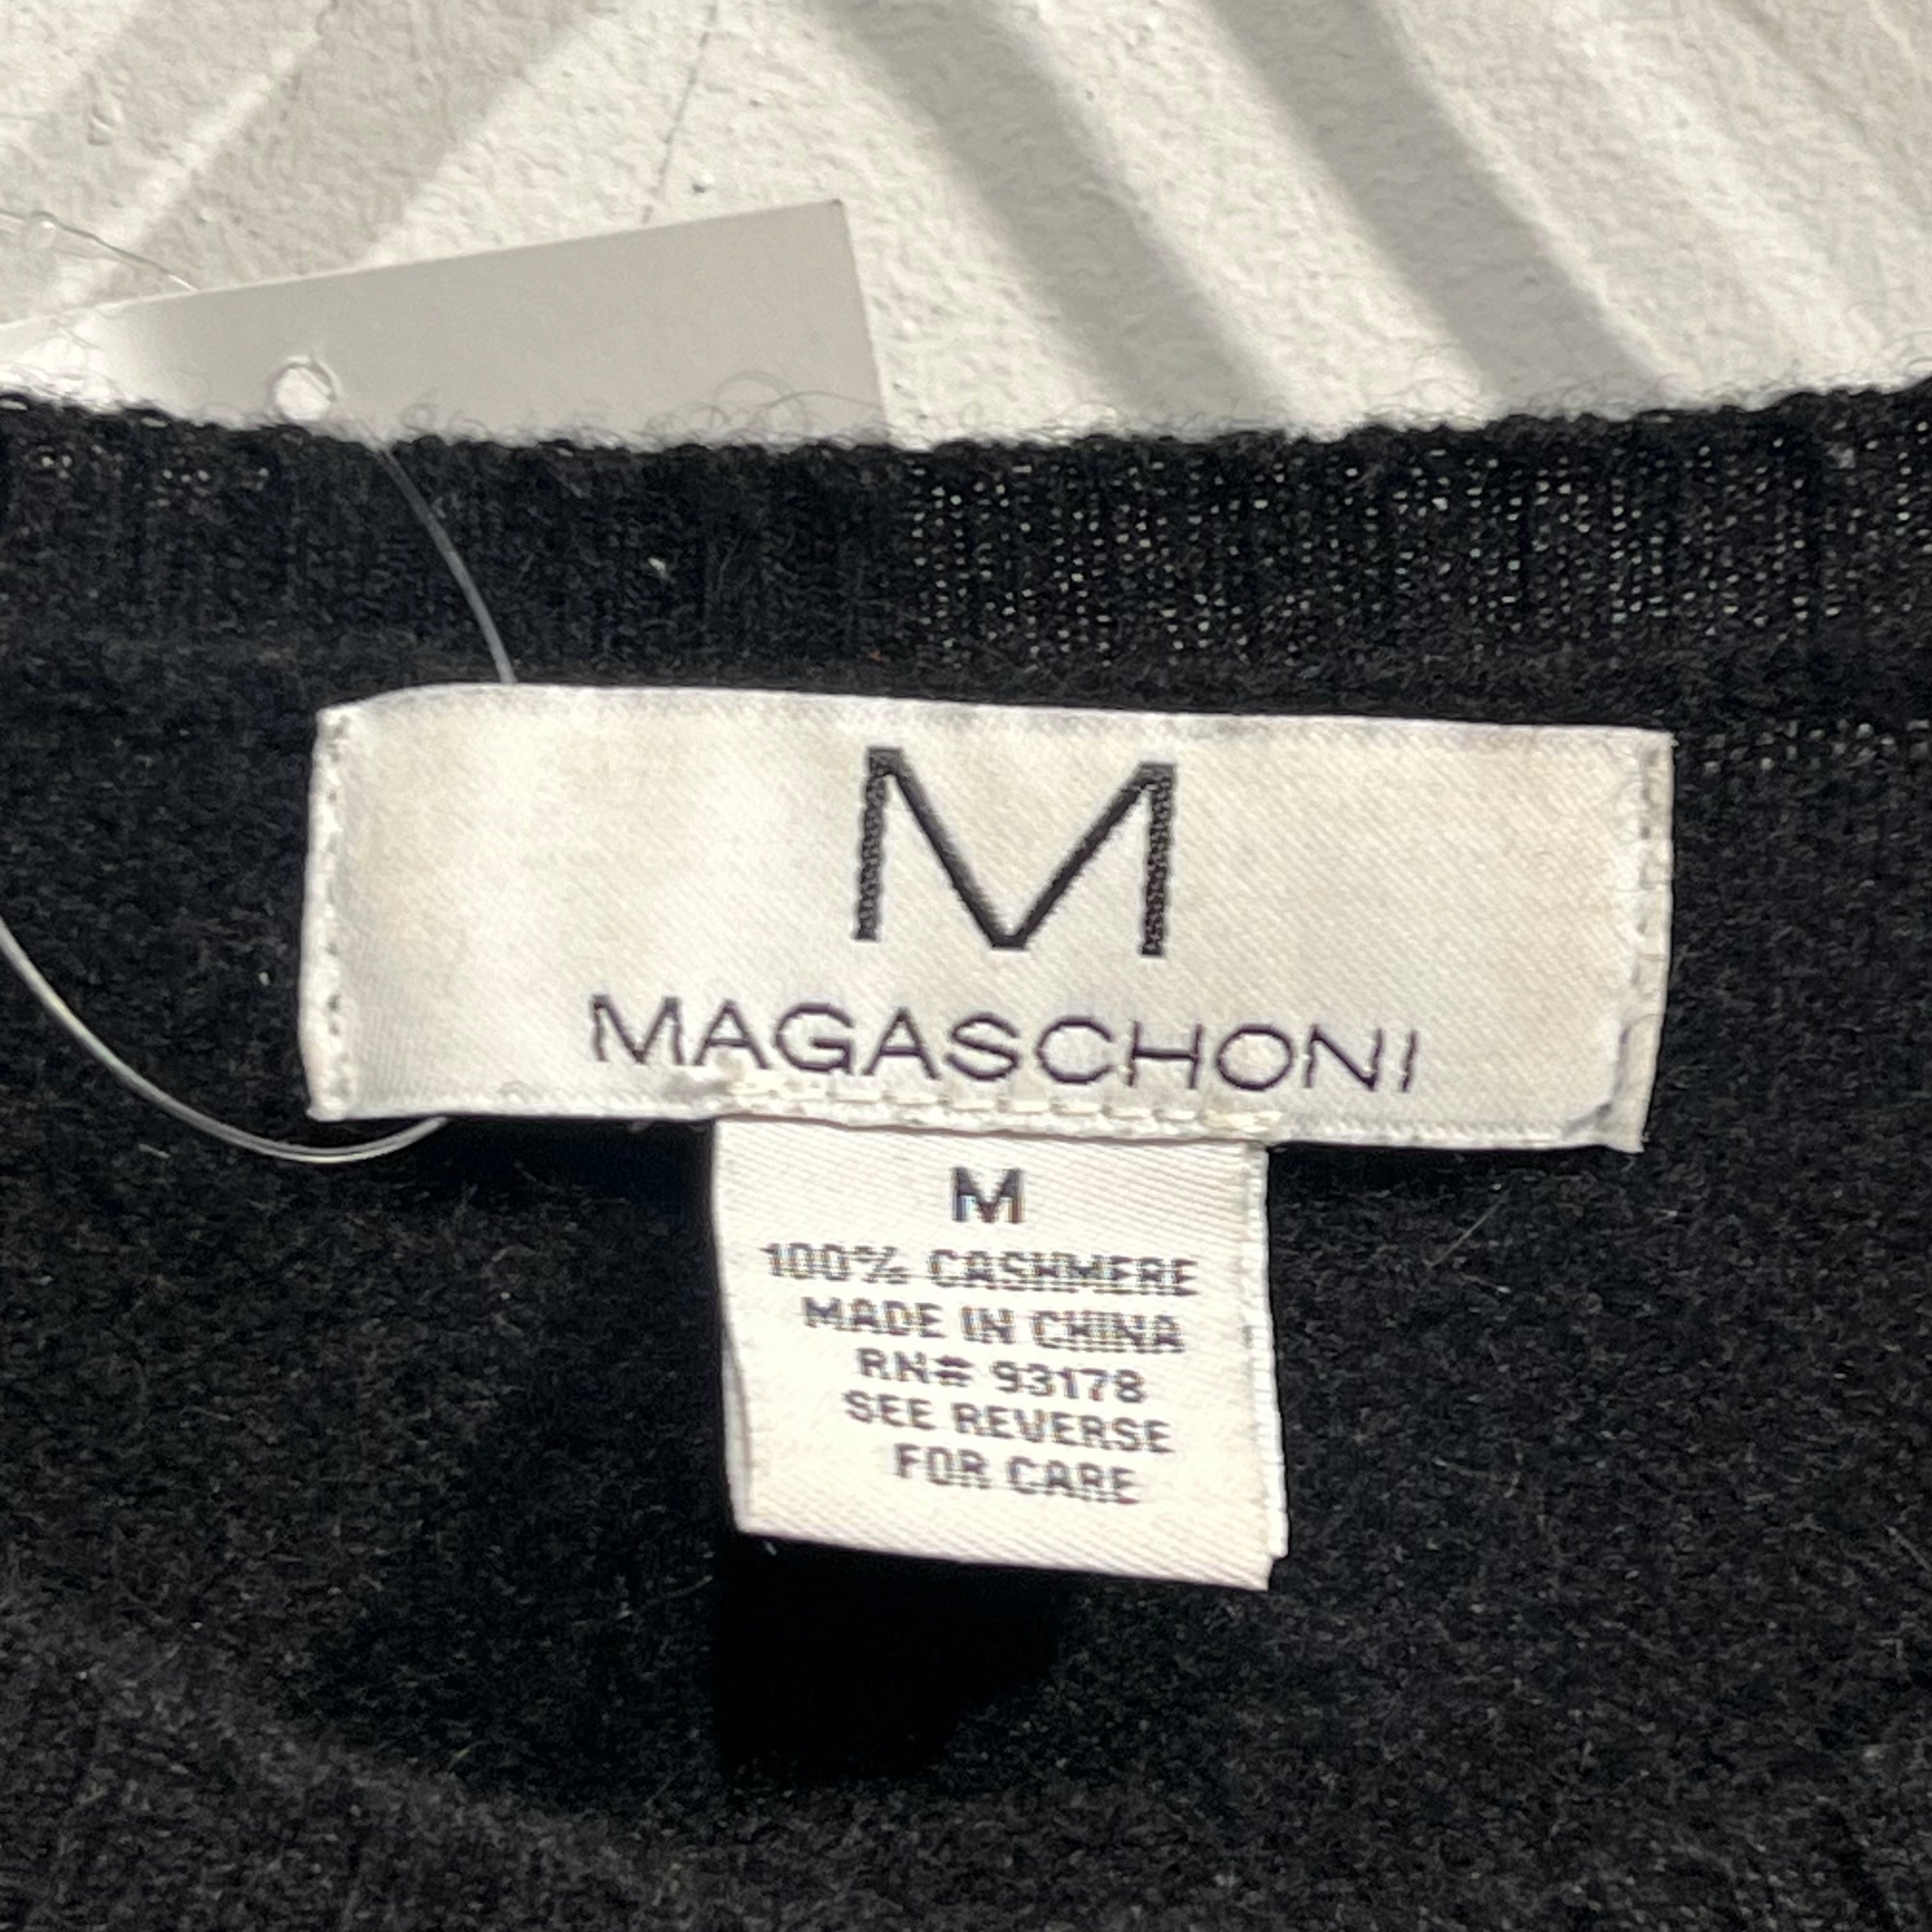 M
MAGASCHONI
M
100% CASHMERE
MADE IN CHINA
RN# 93178
SEE REVERSE
FOR CARE